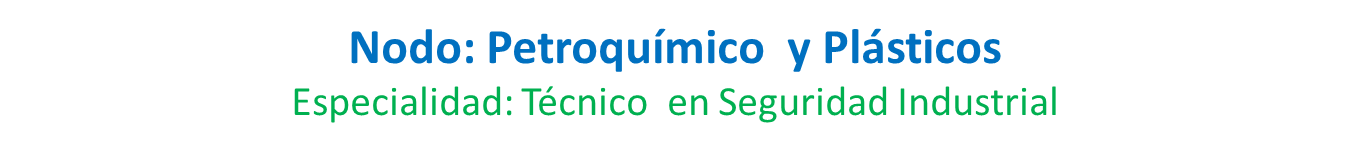 Nodo: Petroquímico  y Plásticos
Especialidad: Técnico  en Seguridad Industrial